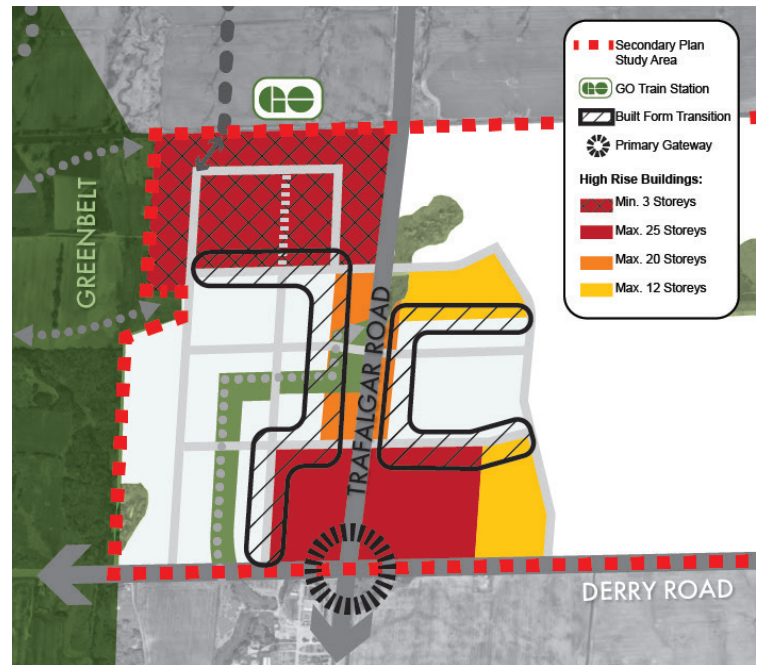 Secondary Plan
Study Area
GO
GO Train Station
Built Form Transition
Primary Gateway
High Rise Buildings:
Min. 3 Storeys
Max. 25 Storeys
Max. 20 Storeys
Max. 12 Storeys
GO
GREENBELT
TRAFALGAR ROAD
DERRY ROAD